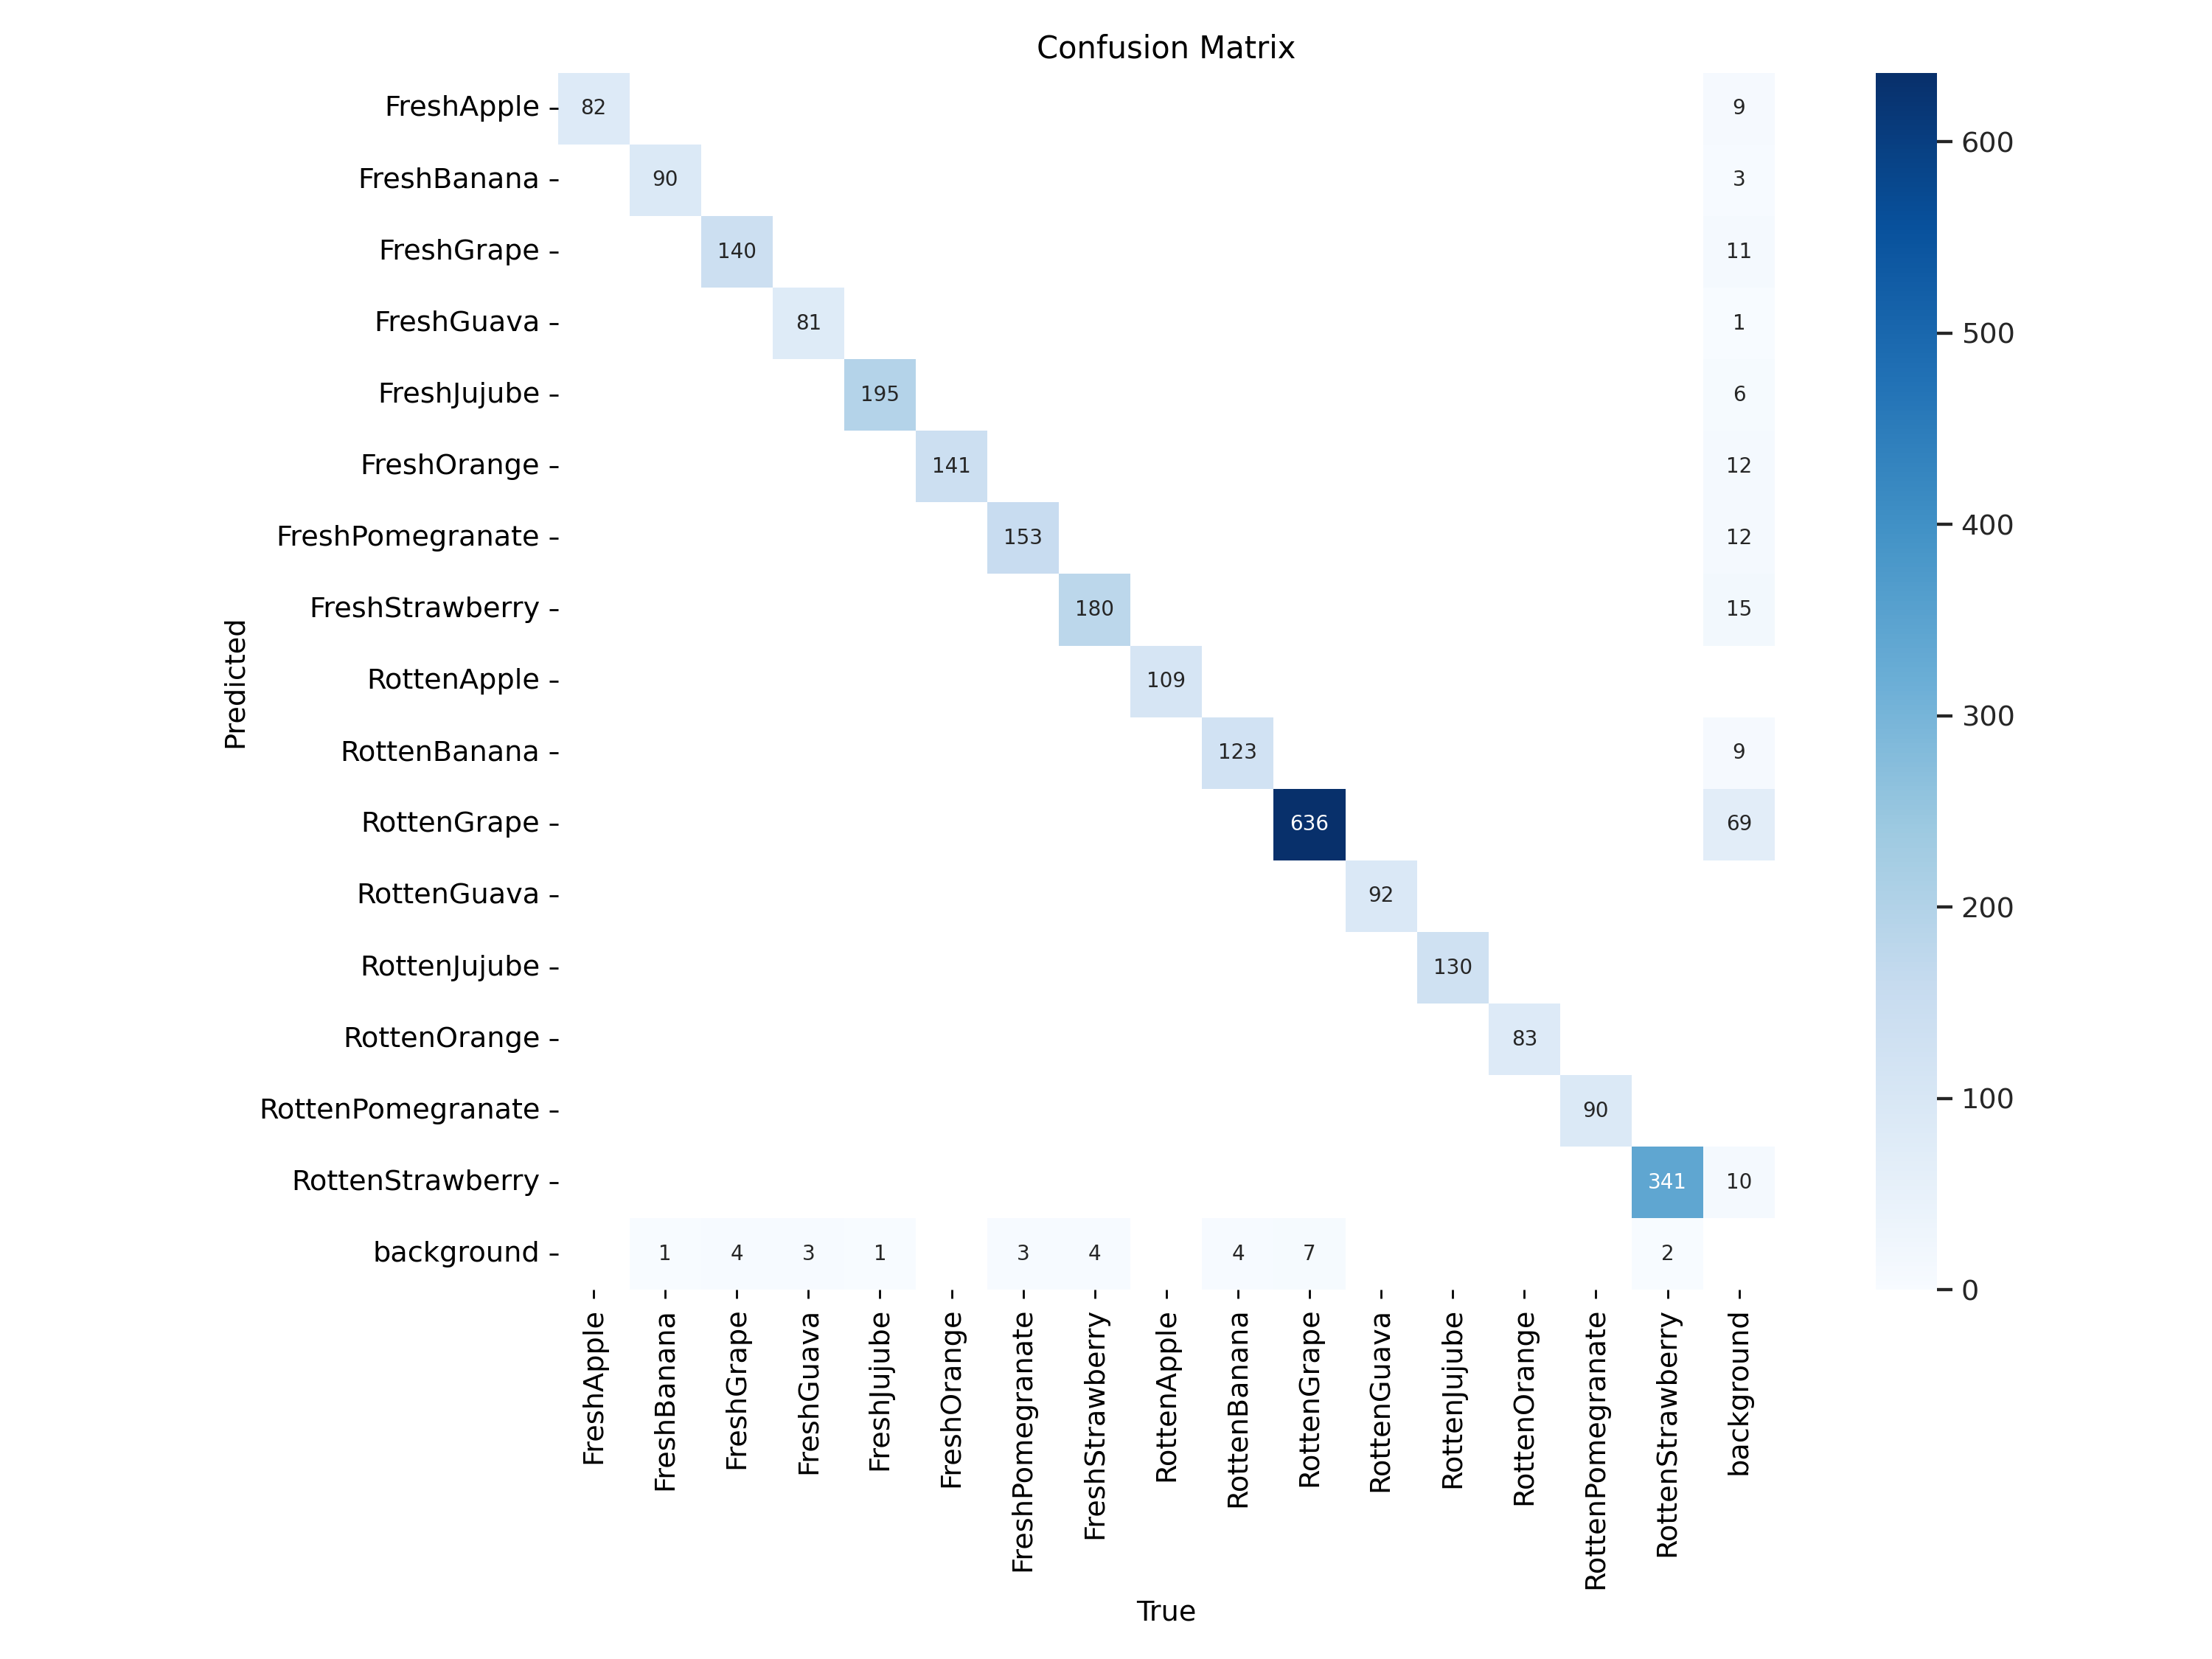 Confusion Matrix
FreshApple 82 9
FreshBanana 90 3
FreshGrape 140 11
FreshGuava 81 1
FreshJujube 195 6
FreshOrange 141 12
FreshPomegranate 153 12
FreshStrawberry 180 15
RottenApple 109
RottenBanana 123 9
RottenGrape 636 69
RottenGuava 92
RottenJujube 130
RottenOrange 83
RottenPomegranate 90
RottenStrawberry 341 10
background 1 4 3 1 3 4 4 7 2
Predicted
FreshApple
FreshBanana
FreshGrape
FreshGuava
FreshJujube
FreshOrange
FreshPomegranate
FreshStrawberry
RottenApple
RottenBanana
RottenGrape
RottenGuava
RottenJujube
RottenOrange
RottenPomegranate
RottenStrawberry
background
True
600
500
400
300
200
100
0